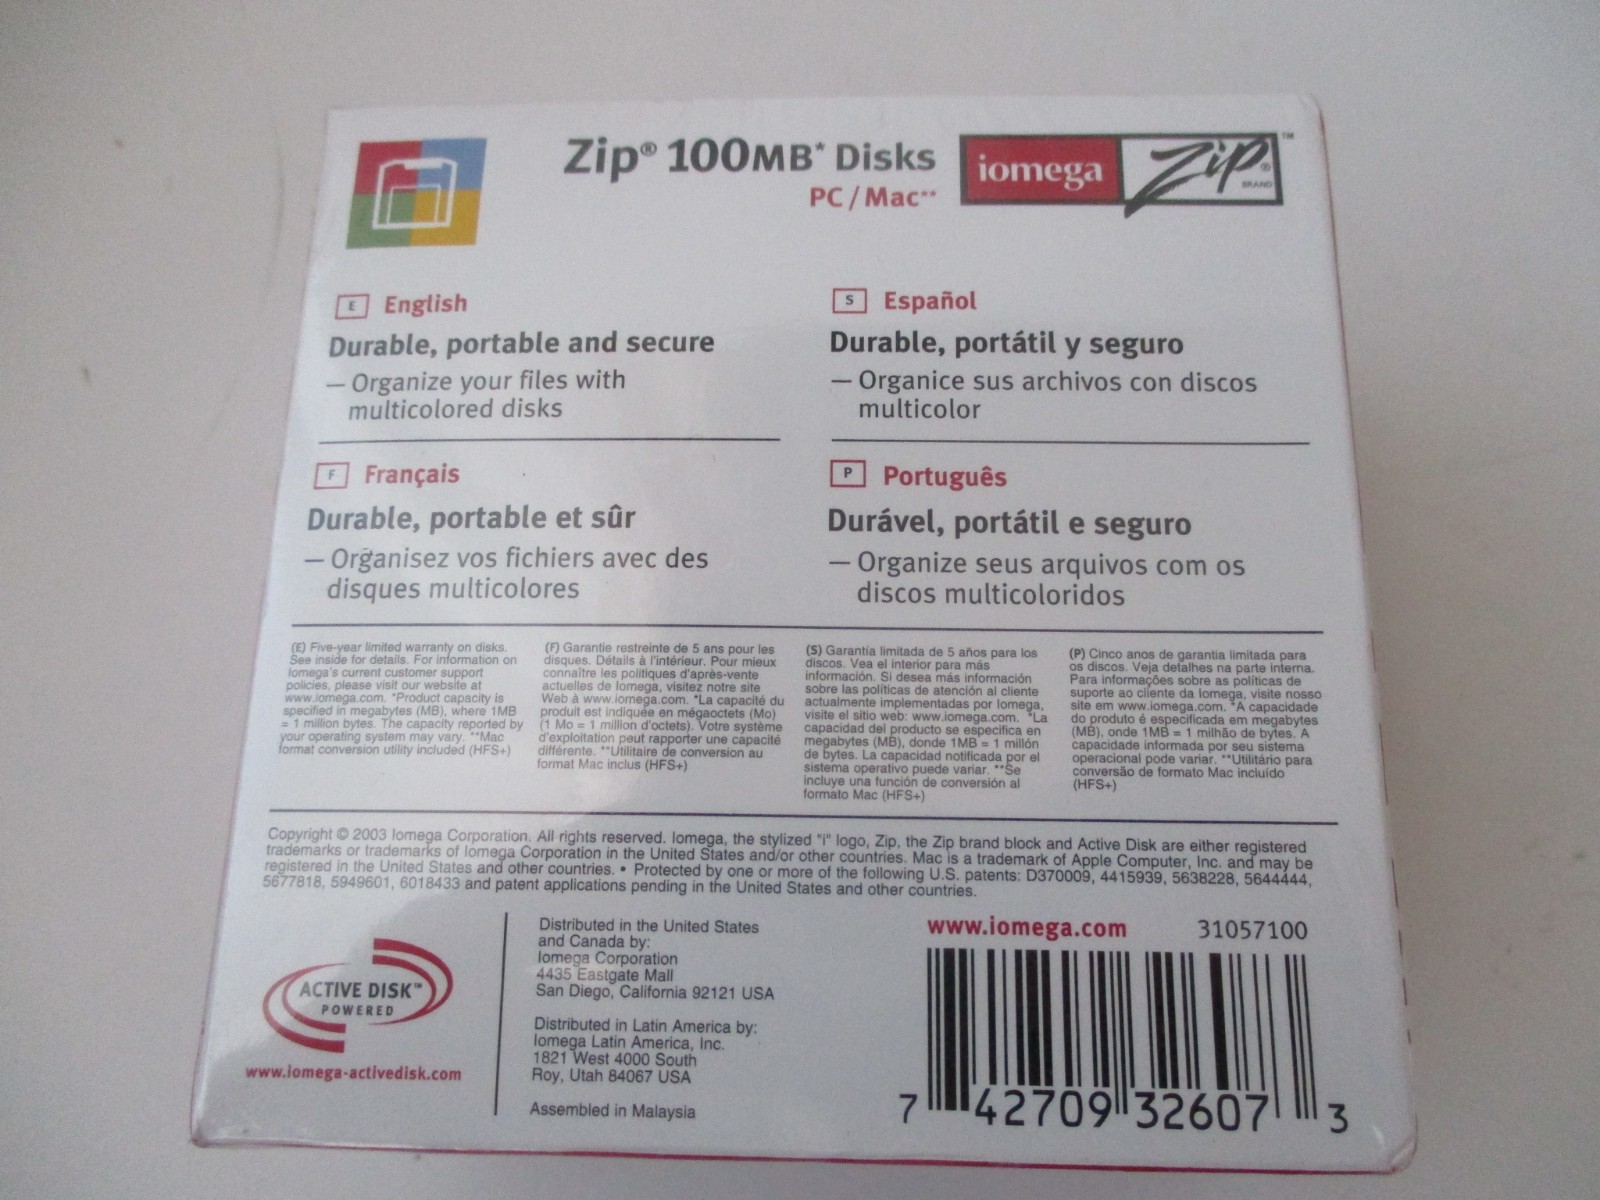 Zip® 100MB* Disks
PC/Mac**
iomega Zip® BRAND ™
E English
Durable, portable and secure
— Organize your files with
multicolored disks
S Español
Durable, portátil y seguro
— Organice sus archivos con discos
multicolor
F Français
Durable, portable et sûr
— Organisez vos fichiers avec des
disques multicolores
P Português
Durável, portátil e seguro
— Organize seus arquivos com os
discos multicoloridos
(E) Five-year limited warranty on disks.
See inside for details. For information on
Iomega's current customer support
policies, please visit our website at
www.iomega.com. *Product capacity is
specified in megabytes (MB), where 1MB
= 1 million bytes. The capacity reported by
your operating system may vary. **Mac
format conversion utility included (HFS+)
(F) Garantie restreinte de 5 ans pour les
disques. Détails à l'intérieur. Pour mieux
connaître les politiques d'après-vente
actuelles de Iomega, visitez notre site
Web à www.iomega.com. *La capacité du
produit est indiquée en mégaoctets (Mo)
(1 Mo = 1 million d'octets). Votre système
d'exploitation peut rapporter une capacité
différente. **Utilitaire de conversion au
format Mac inclus (HFS+)
(S) Garantía limitada de 5 años para los
discos. Vea el interior para más
información. Si desea más información
sobre las políticas de atención al cliente
actualmente implementadas por Iomega,
visite el sitio web: www.iomega.com. *La
capacidad del producto se especifica en
megabytes (MB), donde 1MB = 1 millón
de bytes. La capacidad notificada por el
sistema operativo puede variar. **Se
incluye una función de conversión al
formato Mac (HFS+)
(P) Cinco anos de garantia limitada para
os discos. Veja detalhes na parte interna.
Para informações sobre as políticas de
suporte ao cliente da Iomega, visite nosso
site em www.iomega.com. *A capacidade
do produto é especificada em megabytes
(MB), onde 1MB = 1 milhão de bytes. A
capacidade informada por seu sistema
operacional pode variar. **Utilitário para
conversão de formato Mac incluído
(HFS+)
Copyright © 2003 Iomega Corporation. All rights reserved. Iomega, the stylized "i" logo, Zip, the Zip brand block and Active Disk are either registered
trademarks or trademarks of Iomega Corporation in the United States and/or other countries. Mac is a trademark of Apple Computer, Inc. and may be
registered in the United States and other countries. • Protected by one or more of the following U.S. patents: D370009, 4415939, 5638228, 5644444,
5677818, 5949601, 6018433 and patent applications pending in the United States and other countries.
ACTIVE DISK™
POWERED
www.iomega-activedisk.com
Distributed in the United States
and Canada by:
Iomega Corporation
4435 Eastgate Mall
San Diego, California 92121 USA
Distributed in Latin America by:
Iomega Latin America, Inc.
1821 West 4000 South
Roy, Utah 84067 USA
Assembled in Malaysia
www.iomega.com 31057100
7 42709 32607 3